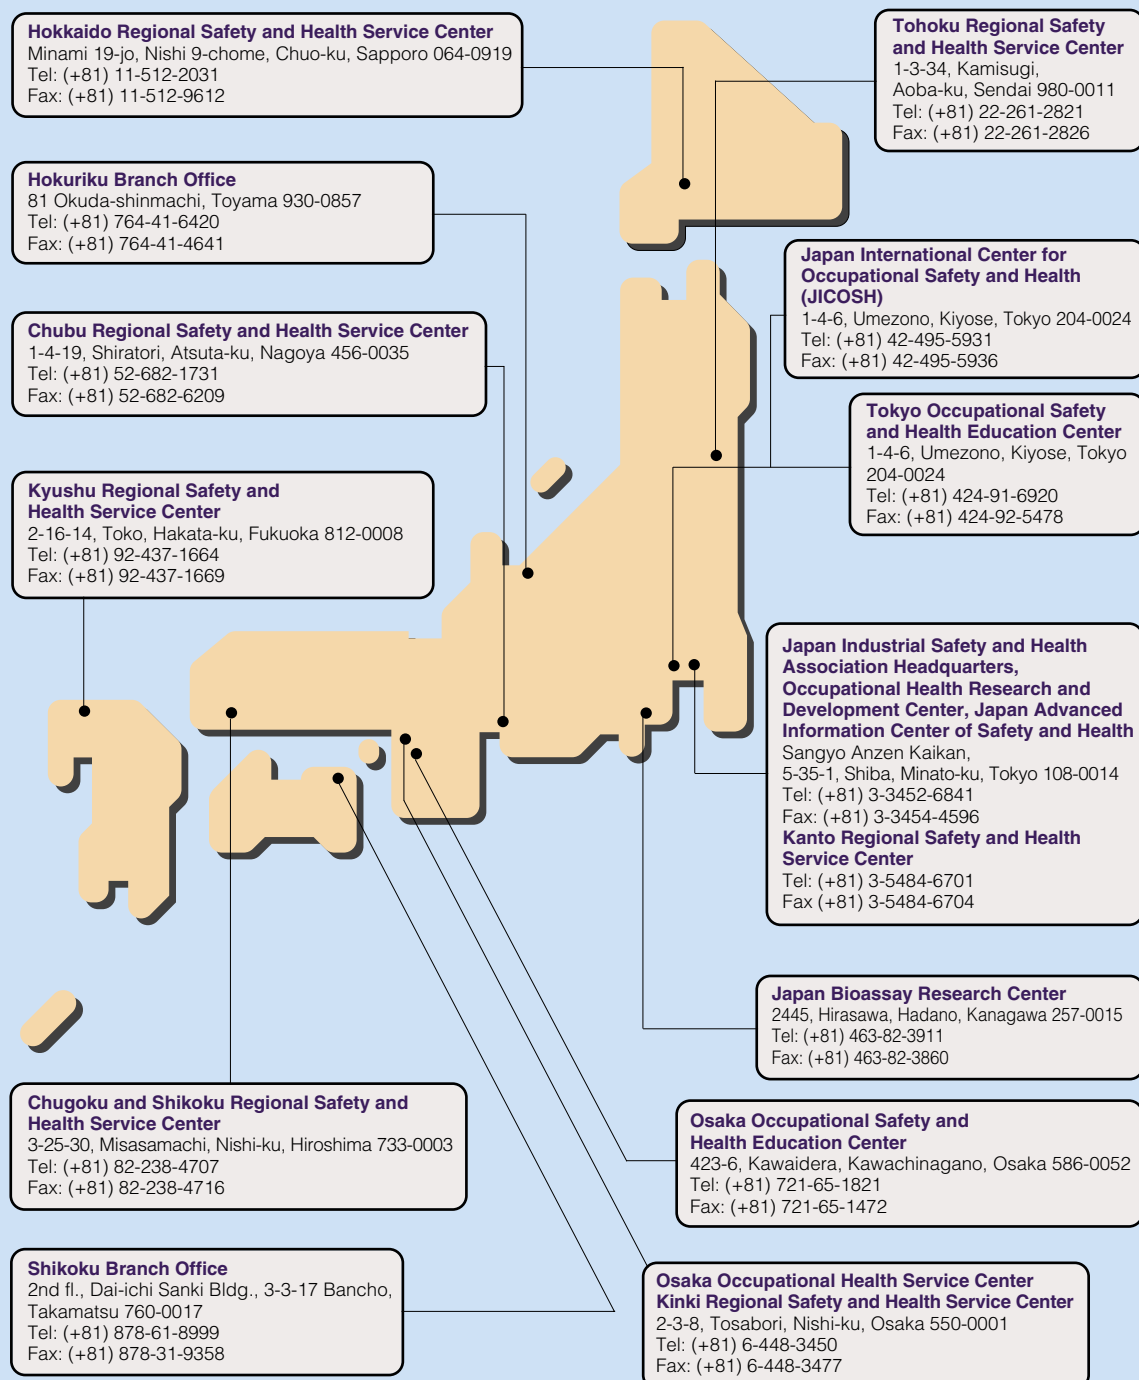 Hokkaido Regional Safety and Health Service Center
Minami 19-jo, Nishi 9-chome, Chuo-ku, Sapporo 064-0919
Tel: (+81) 11-512-2031
Fax: (+81) 11-512-9612
Tohoku Regional Safety
and Health Service Center
1-3-34, Kamisugi,
Aoba-ku, Sendai 980-0011
Tel: (+81) 22-261-2821
Fax: (+81) 22-261-2826
Hokuriku Branch Office
81 Okuda-shinmachi, Toyama 930-0857
Tel: (+81) 764-41-6420
Fax: (+81) 764-41-4641
Japan International Center for
Occupational Safety and Health
(JICOSH)
1-4-6, Umezono, Kiyose, Tokyo 204-0024
Tel: (+81) 42-495-5931
Fax: (+81) 42-495-5936
Chubu Regional Safety and Health Service Center
1-4-19, Shiratori, Atsuta-ku, Nagoya 456-0035
Tel: (+81) 52-682-1731
Fax: (+81) 52-682-6209
Tokyo Occupational Safety
and Health Education Center
1-4-6, Umezono, Kiyose, Tokyo
204-0024
Tel: (+81) 424-91-6920
Fax: (+81) 424-92-5478
Kyushu Regional Safety and
Health Service Center
2-16-14, Toko, Hakata-ku, Fukuoka 812-0008
Tel: (+81) 92-437-1664
Fax: (+81) 92-437-1669
Japan Industrial Safety and Health
Association Headquarters,
Occupational Health Research and
Development Center, Japan Advanced
Information Center of Safety and Health
Sangyo Anzen Kaikan,
5-35-1, Shiba, Minato-ku, Tokyo 108-0014
Tel: (+81) 3-3452-6841
Fax: (+81) 3-3454-4596
Kanto Regional Safety and Health
Service Center
Tel: (+81) 3-5484-6701
Fax (+81) 3-5484-6704
Japan Bioassay Research Center
2445, Hirasawa, Hadano, Kanagawa 257-0015
Tel: (+81) 463-82-3911
Fax: (+81) 463-82-3860
Chugoku and Shikoku Regional Safety and
Health Service Center
3-25-30, Misasamachi, Nishi-ku, Hiroshima 733-0003
Tel: (+81) 82-238-4707
Fax: (+81) 82-238-4716
Osaka Occupational Safety and
Health Education Center
423-6, Kawaidera, Kawachinagano, Osaka 586-0052
Tel: (+81) 721-65-1821
Fax: (+81) 721-65-1472
Shikoku Branch Office
2nd fl., Dai-ichi Sanki Bldg., 3-3-17 Bancho,
Takamatsu 760-0017
Tel: (+81) 878-61-8999
Fax: (+81) 878-31-9358
Osaka Occupational Health Service Center
Kinki Regional Safety and Health Service Center
2-3-8, Tosabori, Nishi-ku, Osaka 550-0001
Tel: (+81) 6-448-3450
Fax: (+81) 6-448-3477